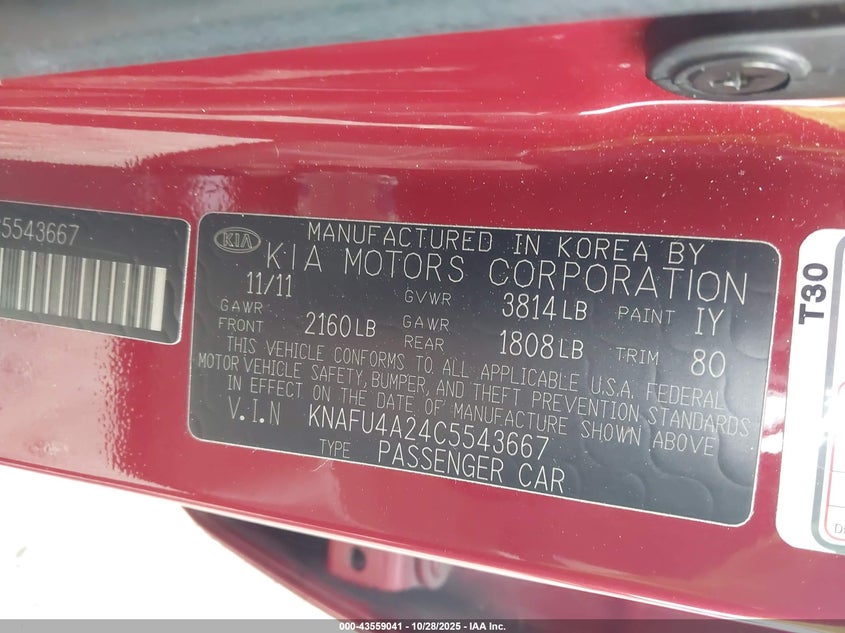 C5543667
KIA
MANUFACTURED IN KOREA BY
KIA MOTORS CORPORATION
11/11 GVWR 3814LB PAINT IY
GAWR FRONT 2160LB GAWR REAR 1808LB TRIM 80
THIS VEHICLE CONFORMS TO ALL APPLICABLE U.S.A. FEDERAL
MOTOR VEHICLE SAFETY, BUMPER, AND THEFT PREVENTION STANDARDS
IN EFFECT ON THE DATE OF MANUFACTURE SHOWN ABOVE
V.I.N KNAFU4A24C5543667
TYPE PASSENGER CAR
T30
000-43559041 - 10/28/2025 - IAA Inc.